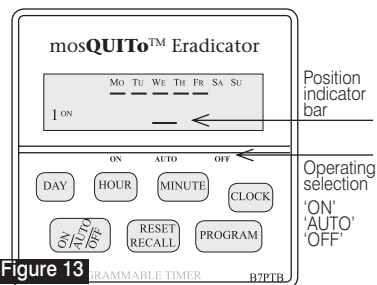 mosQUITo™ Eradicator
MO TU WE TH FR SA SU
1 ON
ON AUTO OFF
DAY HOUR MINUTE CLOCK
ON/AUTO/OFF RESET RECALL PROGRAM
GRAMMABLE TIMER B7PTB
Position
indicator
bar
Operating
selection
'ON'
'AUTO'
'OFF'
Figure 13